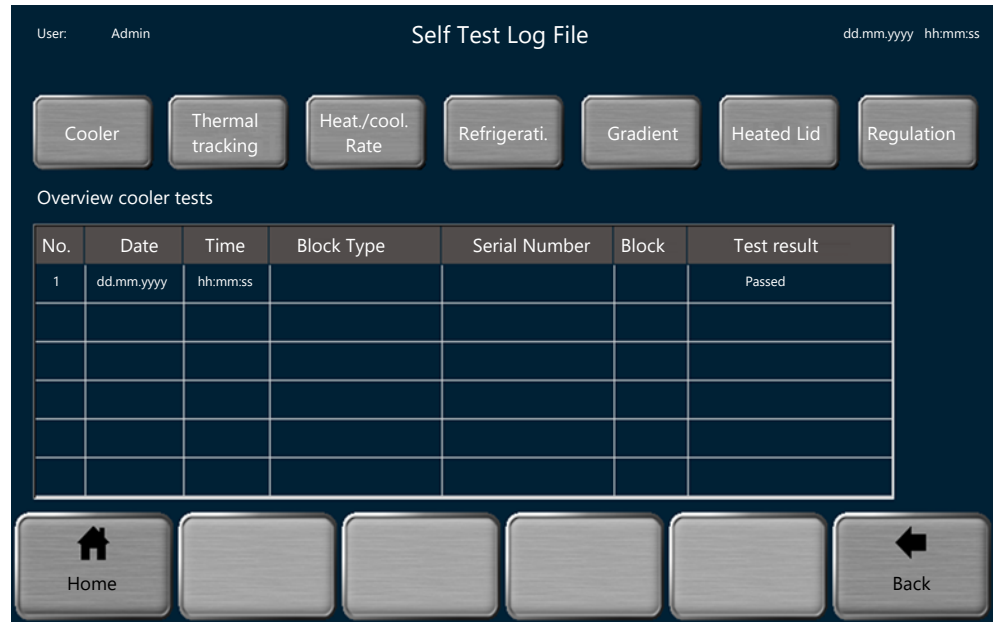 User: Admin Self Test Log File dd.mm.yyyy hh:mm:ss
Cooler
Thermal
tracking
Heat./cool.
Rate
Refrigerati.
Gradient
Heated Lid
Regulation
Overview cooler tests
No. Date Time Block Type Serial Number Block Test result
1 dd.mm.yyyy hh:mm:ss Passed
Home
Back